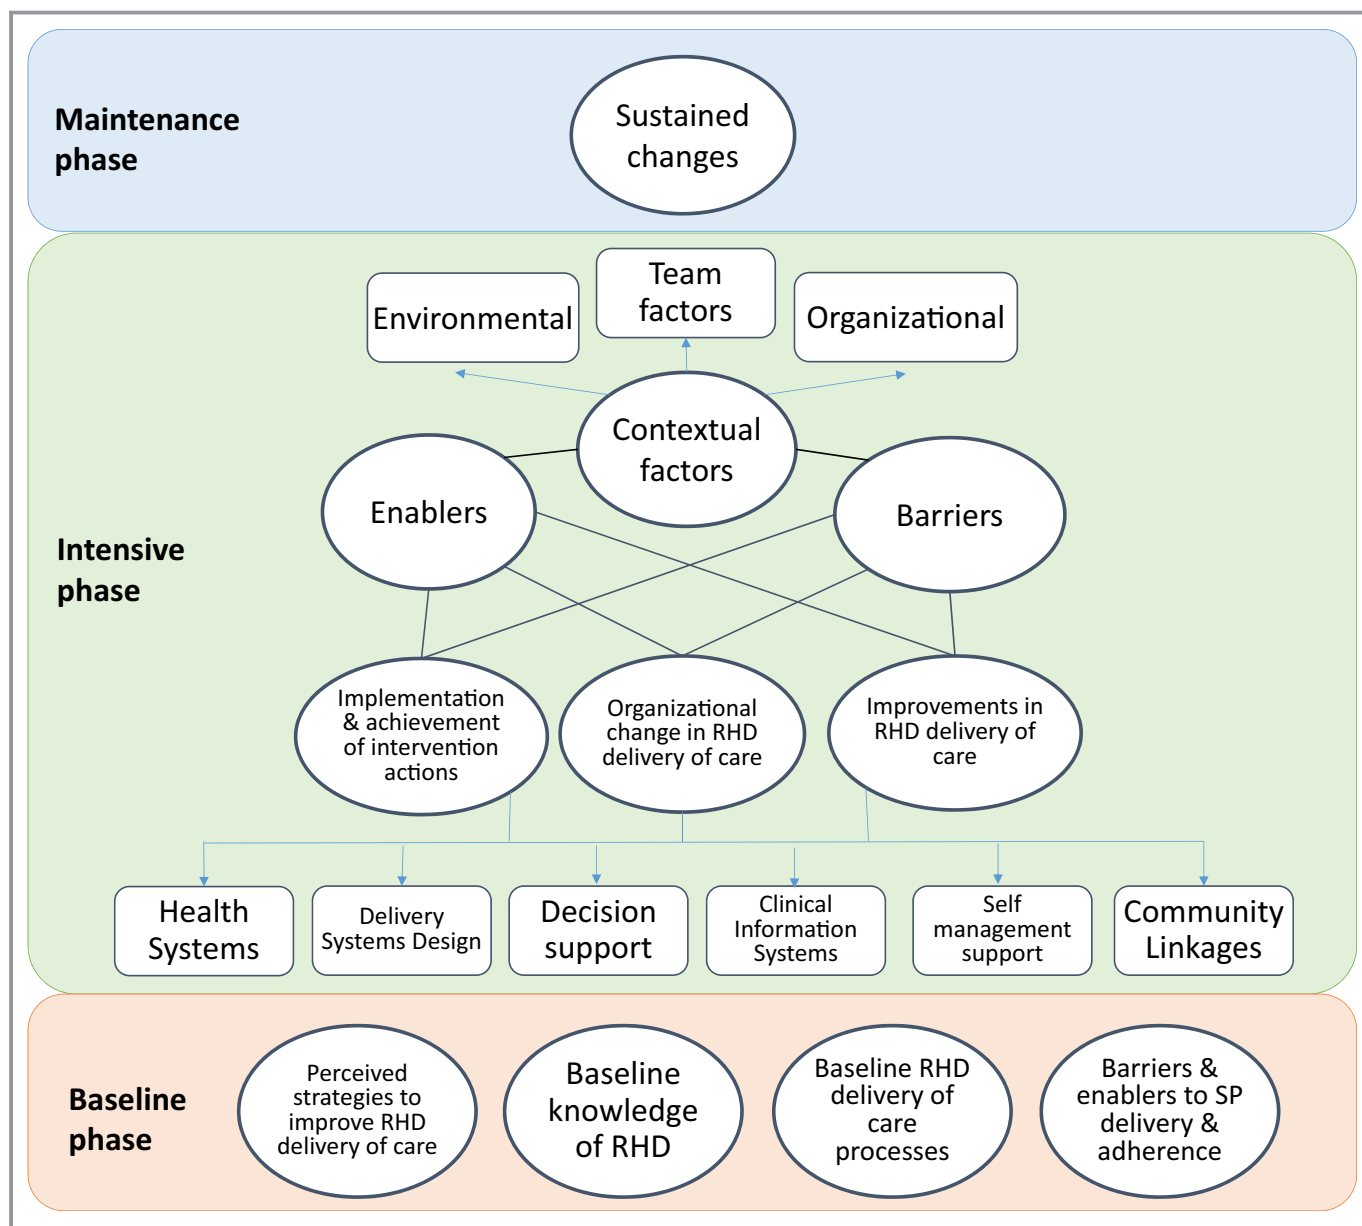 Maintenance
phase
Sustained
changes
Environmental
Team
factors
Organizational
Contextual
factors
Enablers
Barriers
Intensive
phase
Implementation
& achievement
of intervention
actions
Organizational
change in RHD
delivery of care
Improvements in
RHD delivery of
care
Health
Systems
Delivery
Systems Design
Decision
support
Clinical
Information
Systems
Self
management
support
Community
Linkages
Baseline
phase
Perceived
strategies to
improve RHD
delivery of care
Baseline
knowledge
of RHD
Baseline RHD
delivery of
care
processes
Barriers &
enablers to SP
delivery &
adherence